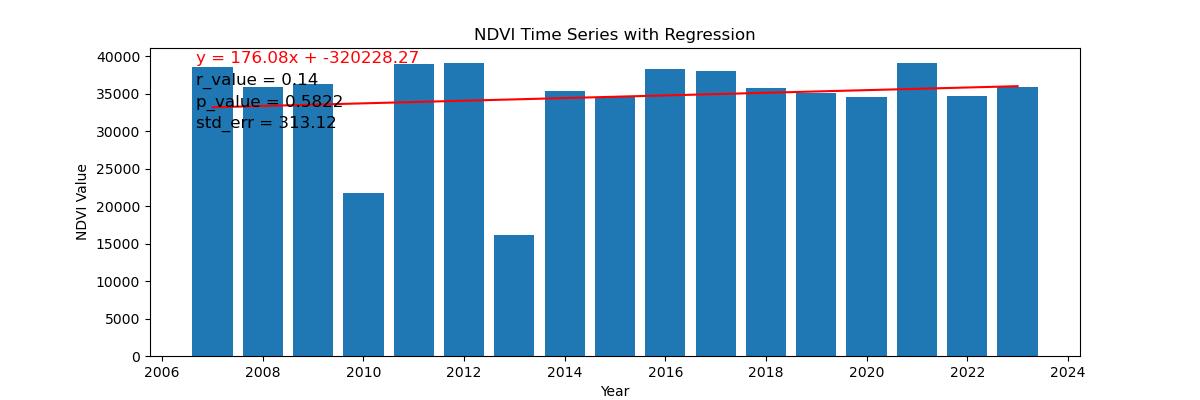 NDVI Time Series with Regression
y = 176.08x + -320228.27
r_value = 0.14
p_value = 0.5822
std_err = 313.12
NDVI Value
40000
35000
30000
25000
20000
15000
10000
5000
0
2006 2008 2010 2012 2014 2016 2018 2020 2022 2024
Year